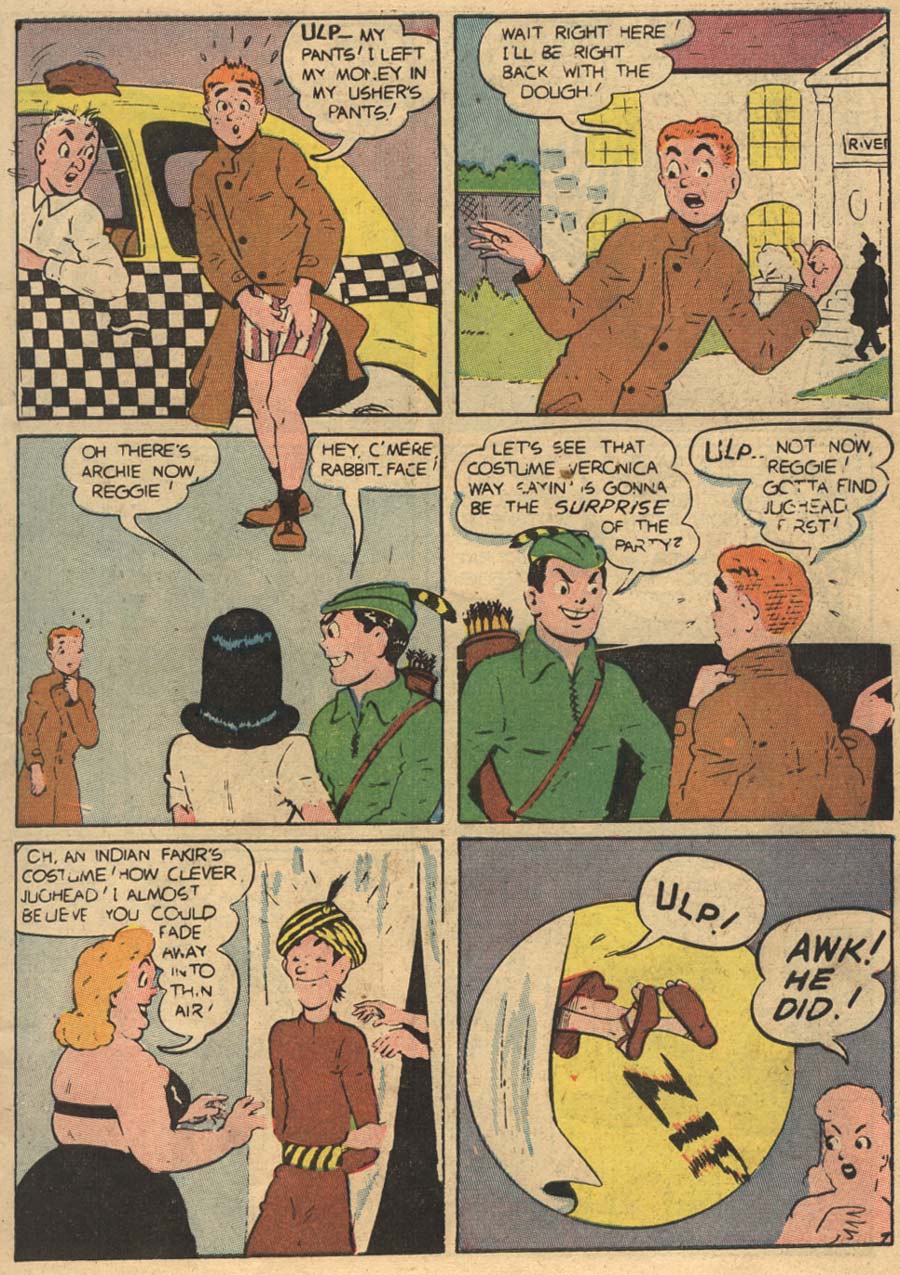 ULP— MY
PANTS! I LEFT
MY MONEY IN
MY USHER'S
PANTS!
WAIT RIGHT HERE!
I'LL BE RIGHT
BACK WITH THE
DOUGH!
RIVER
OH THERE'S
ARCHIE NOW,
REGGIE!
HEY, C'MERE,
RABBIT FACE!
LET'S SEE THAT
COSTUME VERONICA
WAY SAYIN' IS GONNA
BE THE SURPRISE
OF THE
PARTY?
ULP.. NOT NOW,
REGGIE!
GOTTA FIND
JUGHEAD
FIRST!
OH, AN INDIAN FAKIR'S
COSTUME! HOW CLEVER,
JUGHEAD! I ALMOST
BELIEVE YOU COULD
FADE
AWAY
INTO
THIN
AIR!
ULP!
AWK!
HE
DID!
ZIP